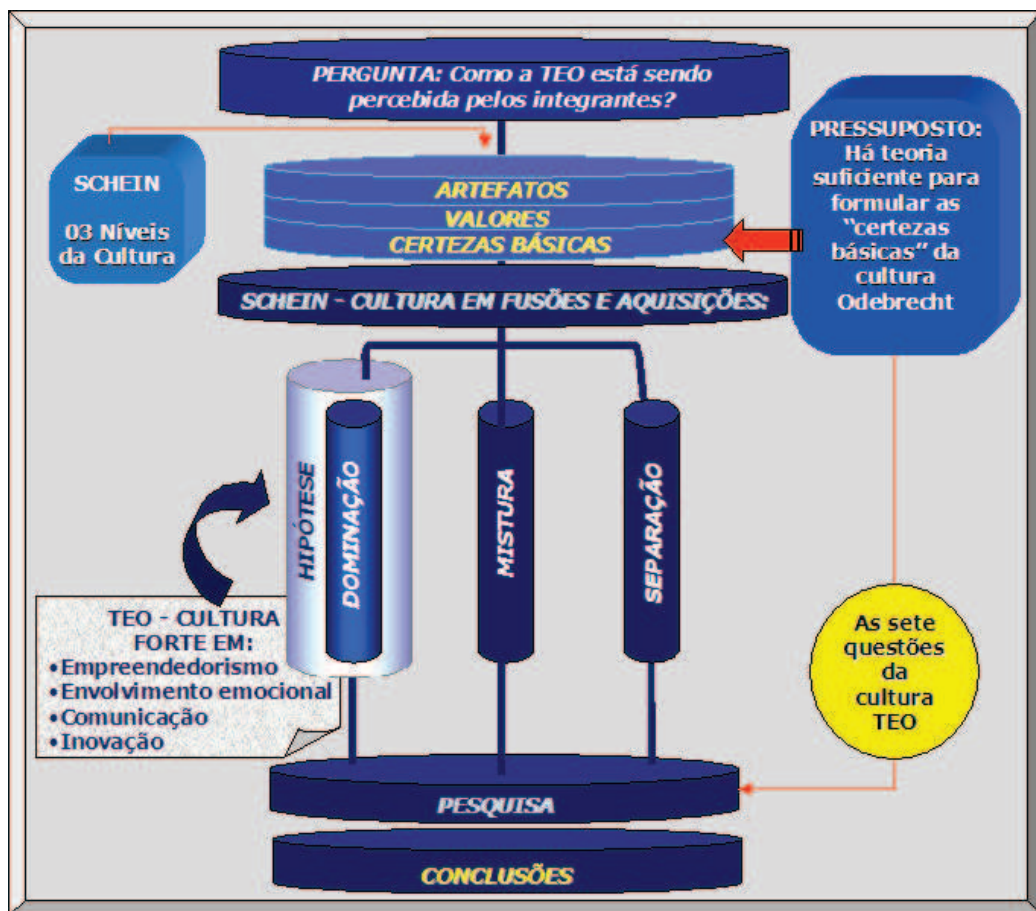 PERGUNTA: Como a TEO está sendo
percebida pelos integrantes?
SCHEIN
03 Níveis
da Cultura
ARTEFATOS
VALORES
CERTEZAS BÁSICAS
PRESSUPOSTO:
Há teoria
suficiente para
formular as
“certezas
básicas” da
cultura
Odebrecht
SCHEIN - CULTURA EM FUSÕES E AQUISIÇÕES:
HIPÓTESE
DOMINAÇÃO
MISTURA
SEPARAÇÃO
TEO - CULTURA
FORTE EM:
•Empreendedorismo
•Envolvimento emocional
•Comunicação
•Inovação
As sete
questões
da
cultura
TEO
PESQUISA
CONCLUSÕES